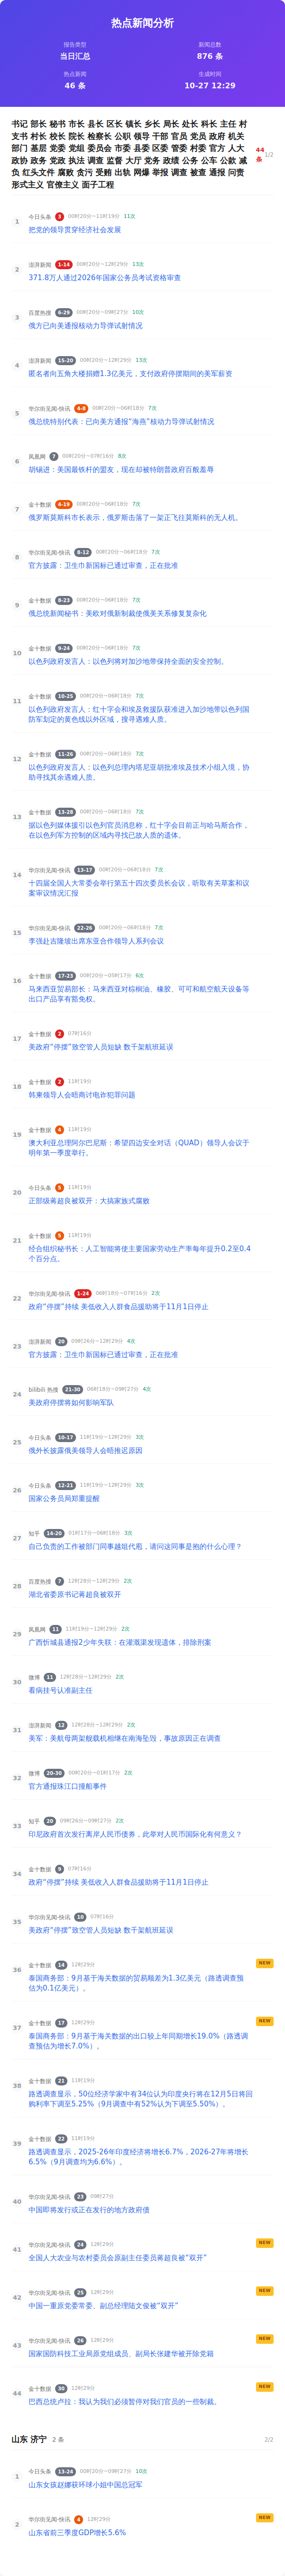 热点新闻分析
报告类型
当日汇总
新闻总数
876 条
热点新闻
46 条
生成时间
10-27 12:29
书记 部长 秘书 市长 县长 区长 镇长 乡长 局长 处长 科长 主任 村
支书 村长 校长 院长 检察长 公职 领导 干部 官员 党员 政府 机关
部门 基层 党委 党组 委员会 市委 县委 区委 管委 村委 官方 人大
政协 政务 党政 执法 调查 监督 大厅 党务 政绩 公务 公车 公款 减
负 红头文件 腐败 贪污 受贿 出轨 网爆 举报 调查 被查 通报 问责
形式主义 官僚主义 面子工程
44 条
1/2
1
今日头条 3 00时20分~11时19分 11次
把党的领导贯穿经济社会发展
2
澎湃新闻 1-14 00时20分~12时29分 13次
371.8万人通过2026年国家公务员考试资格审查
3
百度热搜 6-29 00时20分~09时27分 10次
俄方已向美通报核动力导弹试射情况
4
澎湃新闻 15-20 00时20分~12时29分 13次
匿名者向五角大楼捐赠1.3亿美元，支付政府停摆期间的美军薪资
5
华尔街见闻-快讯 4-8 00时20分~06时18分 7次
俄总统特别代表：已向美方通报“海燕”核动力导弹试射情况
6
凤凰网 7 00时20分~07时16分 8次
胡锡进：美国最铁杆的盟友，现在却被特朗普政府百般羞辱
7
金十数据 4-19 00时20分~06时18分 7次
俄罗斯莫斯科市长表示，俄罗斯击落了一架正飞往莫斯科的无人机。
8
华尔街见闻-快讯 8-12 00时20分~06时18分 7次
官方披露：卫生巾新国标已通过审查，正在批准
9
金十数据 8-23 00时20分~06时18分 7次
俄总统新闻秘书：美欧对俄新制裁使俄美关系修复复杂化
10
金十数据 9-24 00时20分~06时18分 7次
以色列政府发言人：以色列将对加沙地带保持全面的安全控制。
11
金十数据 10-25 00时20分~06时18分 7次
以色列政府发言人：红十字会和埃及救援队获准进入加沙地带以色列国
防军划定的黄色线以外区域，搜寻遇难人质。
12
金十数据 11-26 00时20分~06时18分 7次
以色列政府发言人：以色列总理内塔尼亚胡批准埃及技术小组入境，协
助寻找其余遇难人质。
13
金十数据 13-28 00时20分~06时18分 7次
据以色列媒体援引以色列官员消息称，红十字会目前正与哈马斯合作，
在以色列军方控制的区域内寻找已故人质的遗体。
14
华尔街见闻-快讯 13-17 00时20分~06时18分 7次
十四届全国人大常委会举行第五十四次委员长会议，听取有关草案和议
案审议情况汇报
15
华尔街见闻-快讯 22-26 00时20分~06时18分 7次
李强赴吉隆坡出席东亚合作领导人系列会议
16
金十数据 17-23 00时20分~05时17分 6次
马来西亚贸易部长：马来西亚对棕榈油、橡胶、可可和航空航天设备等
出口产品享有豁免权。
17
金十数据 2 07时16分
美政府“停摆”致空管人员短缺 数千架航班延误
18
金十数据 2 11时19分
韩柬领导人会晤商讨电诈犯罪问题
19
金十数据 4 11时19分
澳大利亚总理阿尔巴尼斯：希望四边安全对话（QUAD）领导人会议于
明年第一季度举行。
20
今日头条 5 11时19分
正部级蒋超良被双开：大搞家族式腐败
21
金十数据 5 11时19分
经合组织秘书长：人工智能将使主要国家劳动生产率每年提升0.2至0.4
个百分点。
22
华尔街见闻-快讯 1-24 06时18分~07时16分 2次
政府“停摆”持续 美低收入人群食品援助将于11月1日停止
23
澎湃新闻 20 09时26分~12时29分 4次
官方披露：卫生巾新国标已通过审查，正在批准
24
bilibili 热搜 21-30 06时18分~09时27分 4次
美政府停摆将如何影响军队
25
今日头条 10-17 11时19分~12时29分 3次
俄外长披露俄美领导人会晤推迟原因
26
今日头条 12-21 11时19分~12时29分 3次
国家公务员局郑重提醒
27
知乎 14-20 01时17分~06时18分 3次
自己负责的工作被部门同事越俎代庖，请问这同事是抱的什么心理？
28
百度热搜 7 12时28分~12时29分 2次
湖北省委原书记蒋超良被双开
29
凤凰网 11 11时19分~12时29分 2次
广西忻城县通报2少年失联：在灌溉渠发现遗体，排除刑案
30
微博 11 12时28分~12时29分 2次
看病挂号认准副主任
31
澎湃新闻 12 12时28分~12时29分 2次
美军：美航母两架舰载机相继在南海坠毁，事故原因正在调查
32
微博 20-30 00时20分~01时17分 2次
官方通报珠江口撞船事件
33
知乎 20 09时26分~09时27分 2次
印尼政府首次发行离岸人民币债券，此举对人民币国际化有何意义？
34
金十数据 9 07时16分
政府“停摆”持续 美低收入人群食品援助将于11月1日停止
35
华尔街见闻-快讯 10 07时16分
美政府“停摆”致空管人员短缺 数千架航班延误
36
金十数据 14 12时29分
NEW
泰国商务部：9月基于海关数据的贸易顺差为1.3亿美元（路透调查预
估为0.1亿美元）。
37
金十数据 17 12时29分
NEW
泰国商务部：9月基于海关数据的出口较上年同期增长19.0%（路透调
查预估为增长7.0%）。
38
金十数据 21 11时19分
路透调查显示，50位经济学家中有34位认为印度央行将在12月5日将回
购利率下调至5.25%（9月调查中有52%认为下调至5.50%）。
39
金十数据 22 11时19分
路透调查显示，2025-26年印度经济将增长6.7%，2026-27年将增长
6.5%（9月调查均为6.6%）。
40
华尔街见闻-快讯 23 09时27分
中国即将发行或正在发行的地方政府债
41
华尔街见闻-快讯 24 12时29分
NEW
全国人大农业与农村委员会原副主任委员蒋超良被“双开”
42
华尔街见闻-快讯 25 12时29分
NEW
中国一重原党委常委、副总经理陆文俊被“双开”
43
华尔街见闻-快讯 26 12时29分
NEW
国家国防科技工业局原党组成员、副局长张建华被开除党籍
44
金十数据 30 12时29分
NEW
巴西总统卢拉：我认为我们必须暂停对我们官员的一些制裁。
山东 济宁 2 条
2/2
1
今日头条 13-24 00时20分~09时27分 10次
山东女孩赵娜获环球小姐中国总冠军
2
华尔街见闻-快讯 4 12时29分
NEW
山东省前三季度GDP增长5.6%